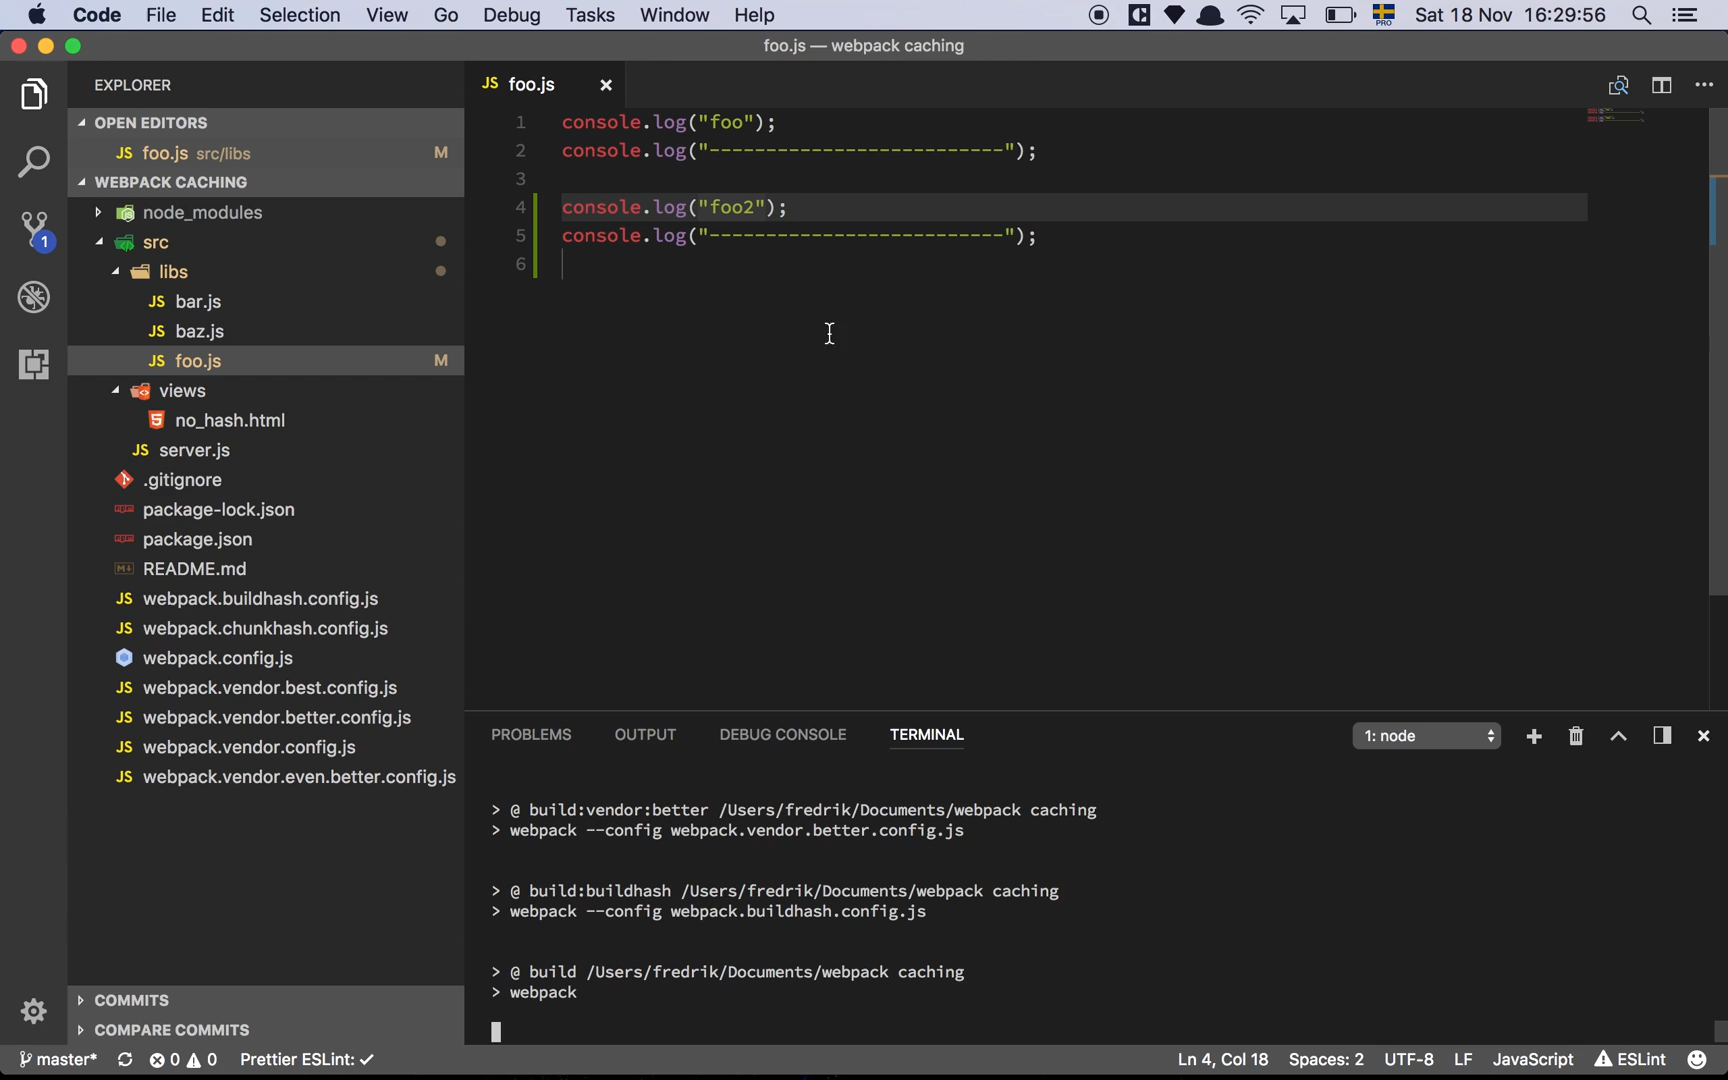 Code File Edit Selection View Go Debug Tasks Window Help PRO Sat 18 Nov 16:29:56
foo.js — webpack caching
EXPLORER
OPEN EDITORS
JS foo.js src/libs M
WEBPACK CACHING
node_modules
src
libs
JS bar.js
JS baz.js
JS foo.js M
views
no_hash.html
JS server.js
.gitignore
package-lock.json
package.json
README.md
JS webpack.buildhash.config.js
JS webpack.chunkhash.config.js
webpack.config.js
JS webpack.vendor.best.config.js
JS webpack.vendor.better.config.js
JS webpack.vendor.config.js
JS webpack.vendor.even.better.config.js
COMMITS
COMPARE COMMITS
1
JS foo.js
1 console.log("foo");
2 console.log("--------------------------");
3
4 console.log("foo2");
5 console.log("--------------------------");
6
PROBLEMS OUTPUT DEBUG CONSOLE TERMINAL 1: node
> @ build:vendor:better /Users/fredrik/Documents/webpack caching
> webpack --config webpack.vendor.better.config.js
> @ build:buildhash /Users/fredrik/Documents/webpack caching
> webpack --config webpack.buildhash.config.js
> @ build /Users/fredrik/Documents/webpack caching
> webpack
master* 0 0 Prettier ESLint: ✓ Ln 4, Col 18 Spaces: 2 UTF-8 LF JavaScript ESLint